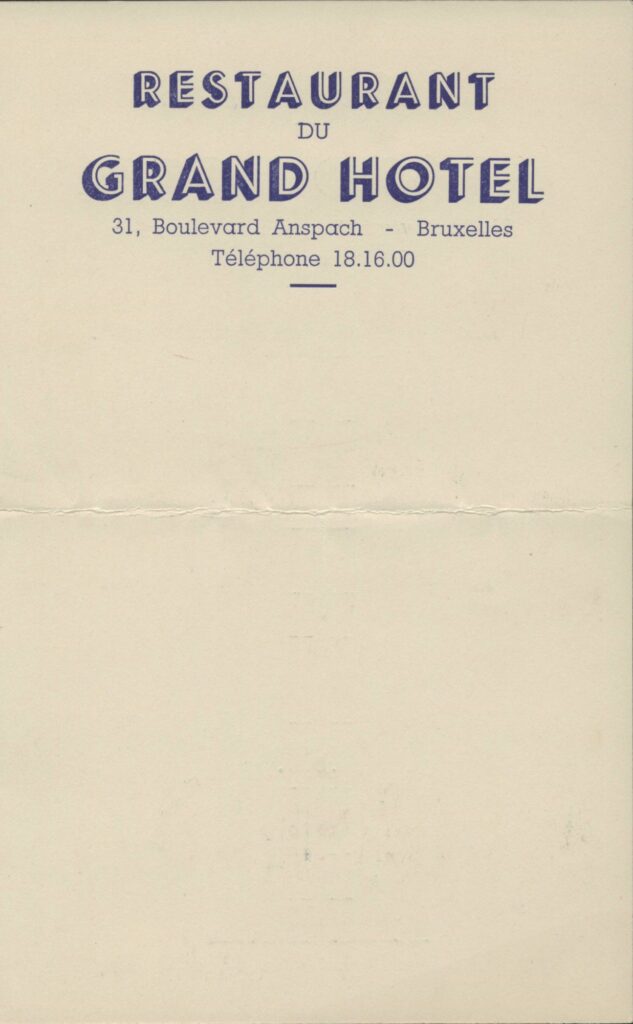 RESTAURANT
DU
GRAND HOTEL
31, Boulevard Anspach - Bruxelles
Téléphone 18.16.00